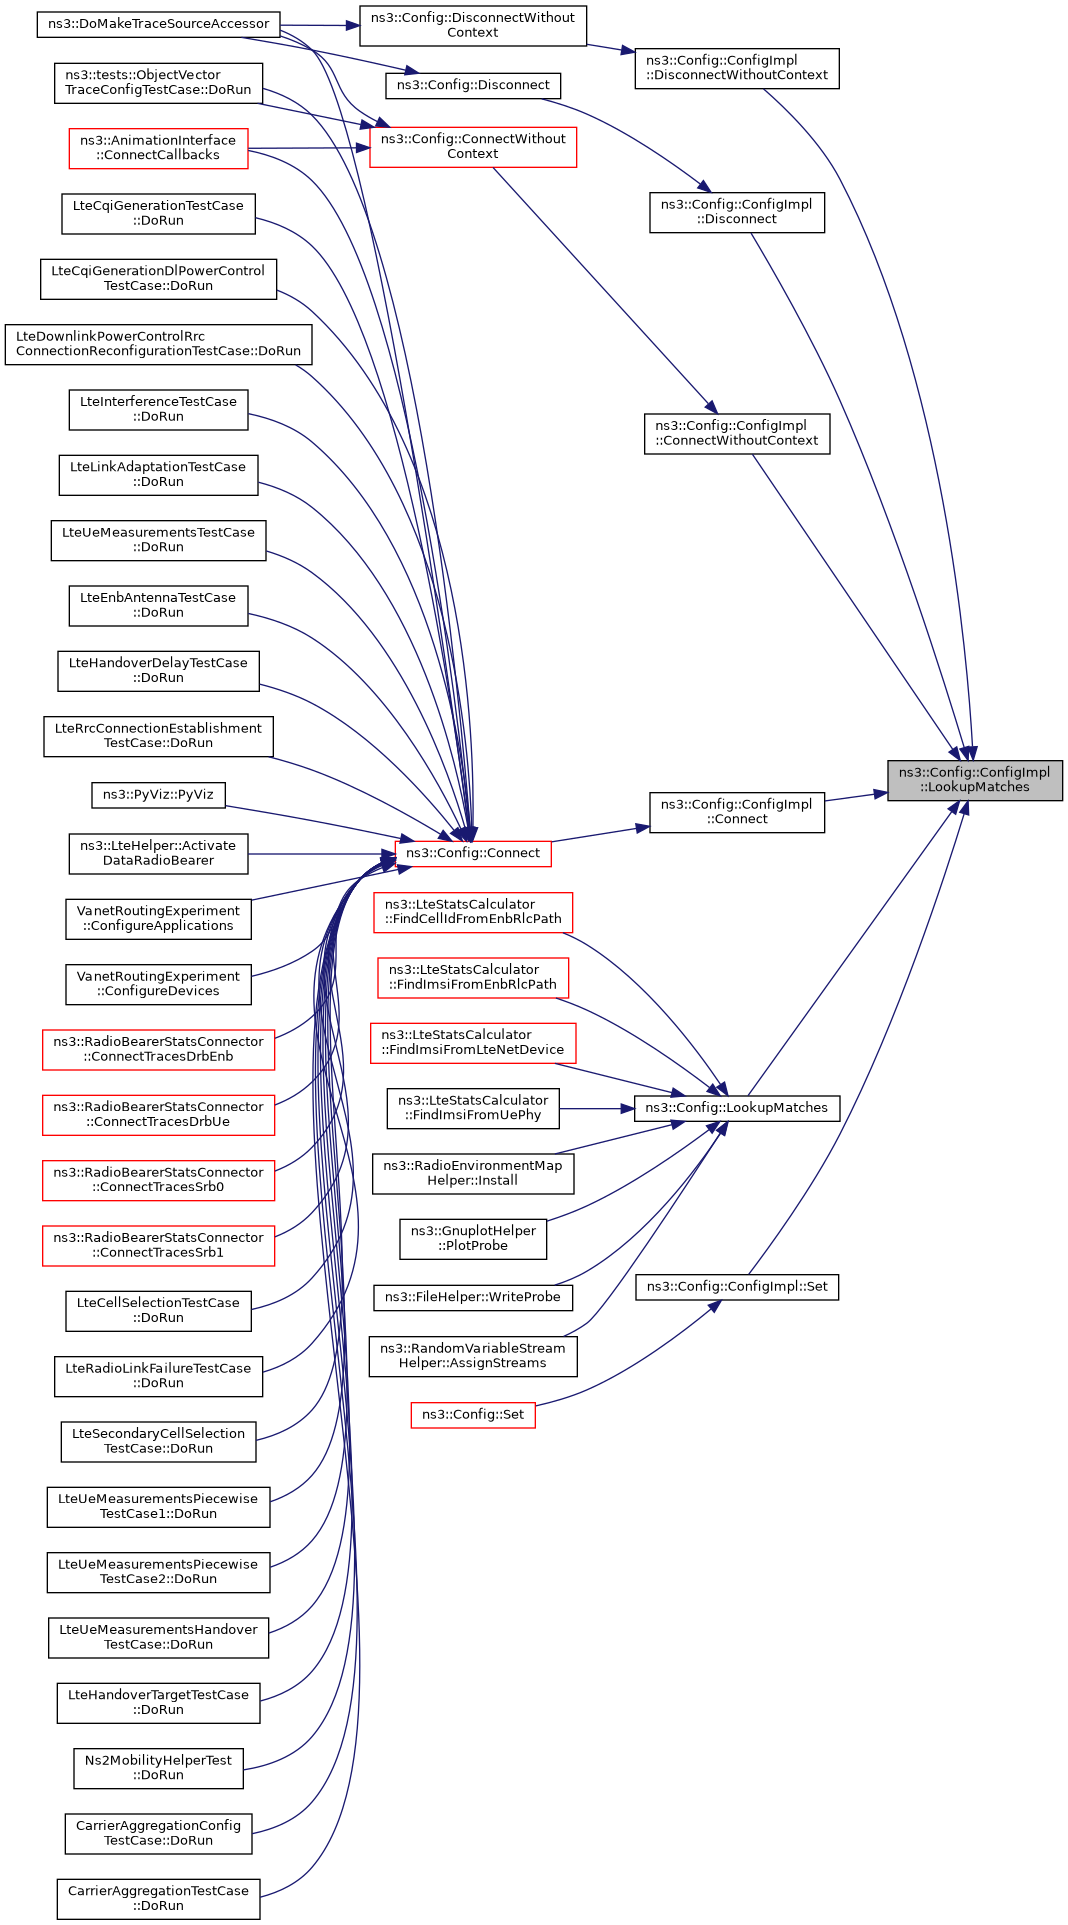 ns3::DoMakeTraceSourceAccessor
ns3::tests::ObjectVector
TraceConfigTestCase::DoRun
ns3::AnimationInterface
::ConnectCallbacks
LteCqiGenerationTestCase
::DoRun
LteCqiGenerationDlPowerControl
TestCase::DoRun
LteDownlinkPowerControlRrc
ConnectionReconfigurationTestCase::DoRun
LteInterferenceTestCase
::DoRun
LteLinkAdaptationTestCase
::DoRun
LteUeMeasurementsTestCase
::DoRun
LteEnbAntennaTestCase
::DoRun
LteHandoverDelayTestCase
::DoRun
LteRrcConnectionEstablishment
TestCase::DoRun
ns3::PyViz::PyViz
ns3::LteHelper::Activate
DataRadioBearer
VanetRoutingExperiment
::ConfigureApplications
VanetRoutingExperiment
::ConfigureDevices
ns3::RadioBearerStatsConnector
::ConnectTracesDrbEnb
ns3::RadioBearerStatsConnector
::ConnectTracesDrbUe
ns3::RadioBearerStatsConnector
::ConnectTracesSrb0
ns3::RadioBearerStatsConnector
::ConnectTracesSrb1
LteCellSelectionTestCase
::DoRun
LteRadioLinkFailureTestCase
::DoRun
LteSecondaryCellSelection
TestCase::DoRun
LteUeMeasurementsPiecewise
TestCase1::DoRun
LteUeMeasurementsPiecewise
TestCase2::DoRun
LteUeMeasurementsHandover
TestCase::DoRun
LteHandoverTargetTestCase
::DoRun
Ns2MobilityHelperTest
::DoRun
CarrierAggregationConfig
TestCase::DoRun
CarrierAggregationTestCase
::DoRun
ns3::Config::DisconnectWithout
Context
ns3::Config::Disconnect
ns3::Config::ConnectWithout
Context
ns3::Config::Connect
ns3::LteStatsCalculator
::FindCellIdFromEnbRlcPath
ns3::LteStatsCalculator
::FindImsiFromEnbRlcPath
ns3::LteStatsCalculator
::FindImsiFromLteNetDevice
ns3::LteStatsCalculator
::FindImsiFromUePhy
ns3::RadioEnvironmentMap
Helper::Install
ns3::GnuplotHelper
::PlotProbe
ns3::FileHelper::WriteProbe
ns3::RandomVariableStream
Helper::AssignStreams
ns3::Config::Set
ns3::Config::ConfigImpl
::DisconnectWithoutContext
ns3::Config::ConfigImpl
::Disconnect
ns3::Config::ConfigImpl
::ConnectWithoutContext
ns3::Config::ConfigImpl
::Connect
ns3::Config::LookupMatches
ns3::Config::ConfigImpl::Set
ns3::Config::ConfigImpl
::LookupMatches